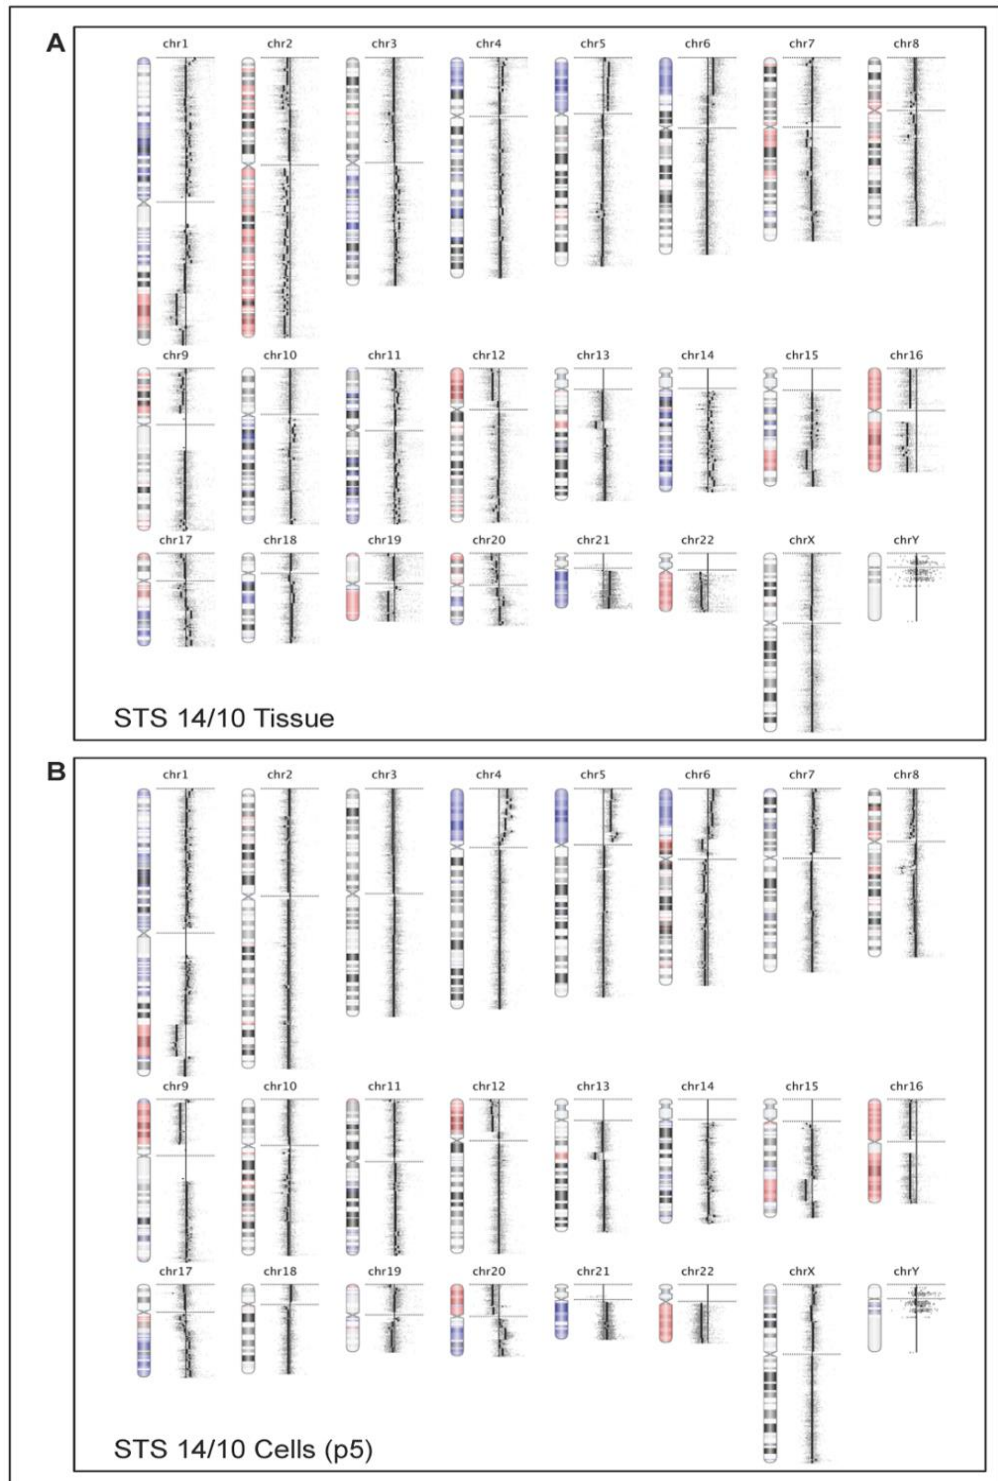 A
chr1 chr2 chr3 chr4 chr5 chr6 chr7 chr8
chr9 chr10 chr11 chr12 chr13 chr14 chr15 chr16
chr17 chr18 chr19 chr20 chr21 chr22 chrX chrY
STS 14/10 Tissue
B
chr1 chr2 chr3 chr4 chr5 chr6 chr7 chr8
chr9 chr10 chr11 chr12 chr13 chr14 chr15 chr16
chr17 chr18 chr19 chr20 chr21 chr22 chrX chrY
STS 14/10 Cells (p5)